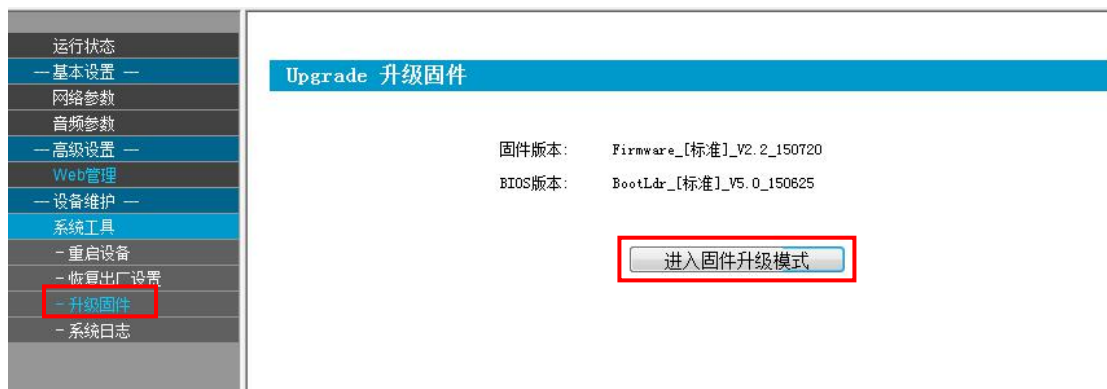 运行状态
— 基本设置 —
网络参数
音频参数
— 高级设置 —
Web管理
— 设备维护 —
系统工具
- 重启设备
- 恢复出厂设置
- 升级固件
- 系统日志
Upgrade 升级固件
固件版本: Firmware_[标准]_V2.2_150720
BIOS版本: BootLdr_[标准]_V5.0_150625
进入固件升级模式